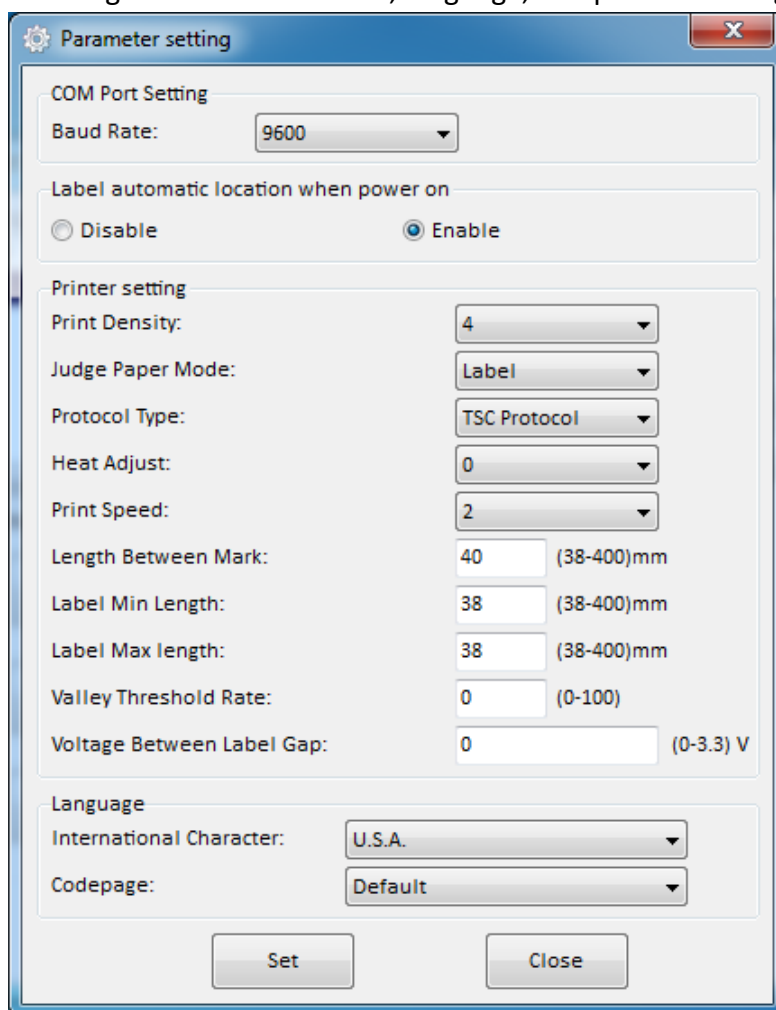 Parameter setting
COM Port Setting
Baud Rate: 9600
Label automatic location when power on
Disable Enable
Printer setting
Print Density: 4
Judge Paper Mode: Label
Protocol Type: TSC Protocol
Heat Adjust: 0
Print Speed: 2
Length Between Mark: 40 (38-400)mm
Label Min Length: 38 (38-400)mm
Label Max length: 38 (38-400)mm
Valley Threshold Rate: 0 (0-100)
Voltage Between Label Gap: 0 (0-3.3) V
Language
International Character: U.S.A.
Codepage: Default
Set Close